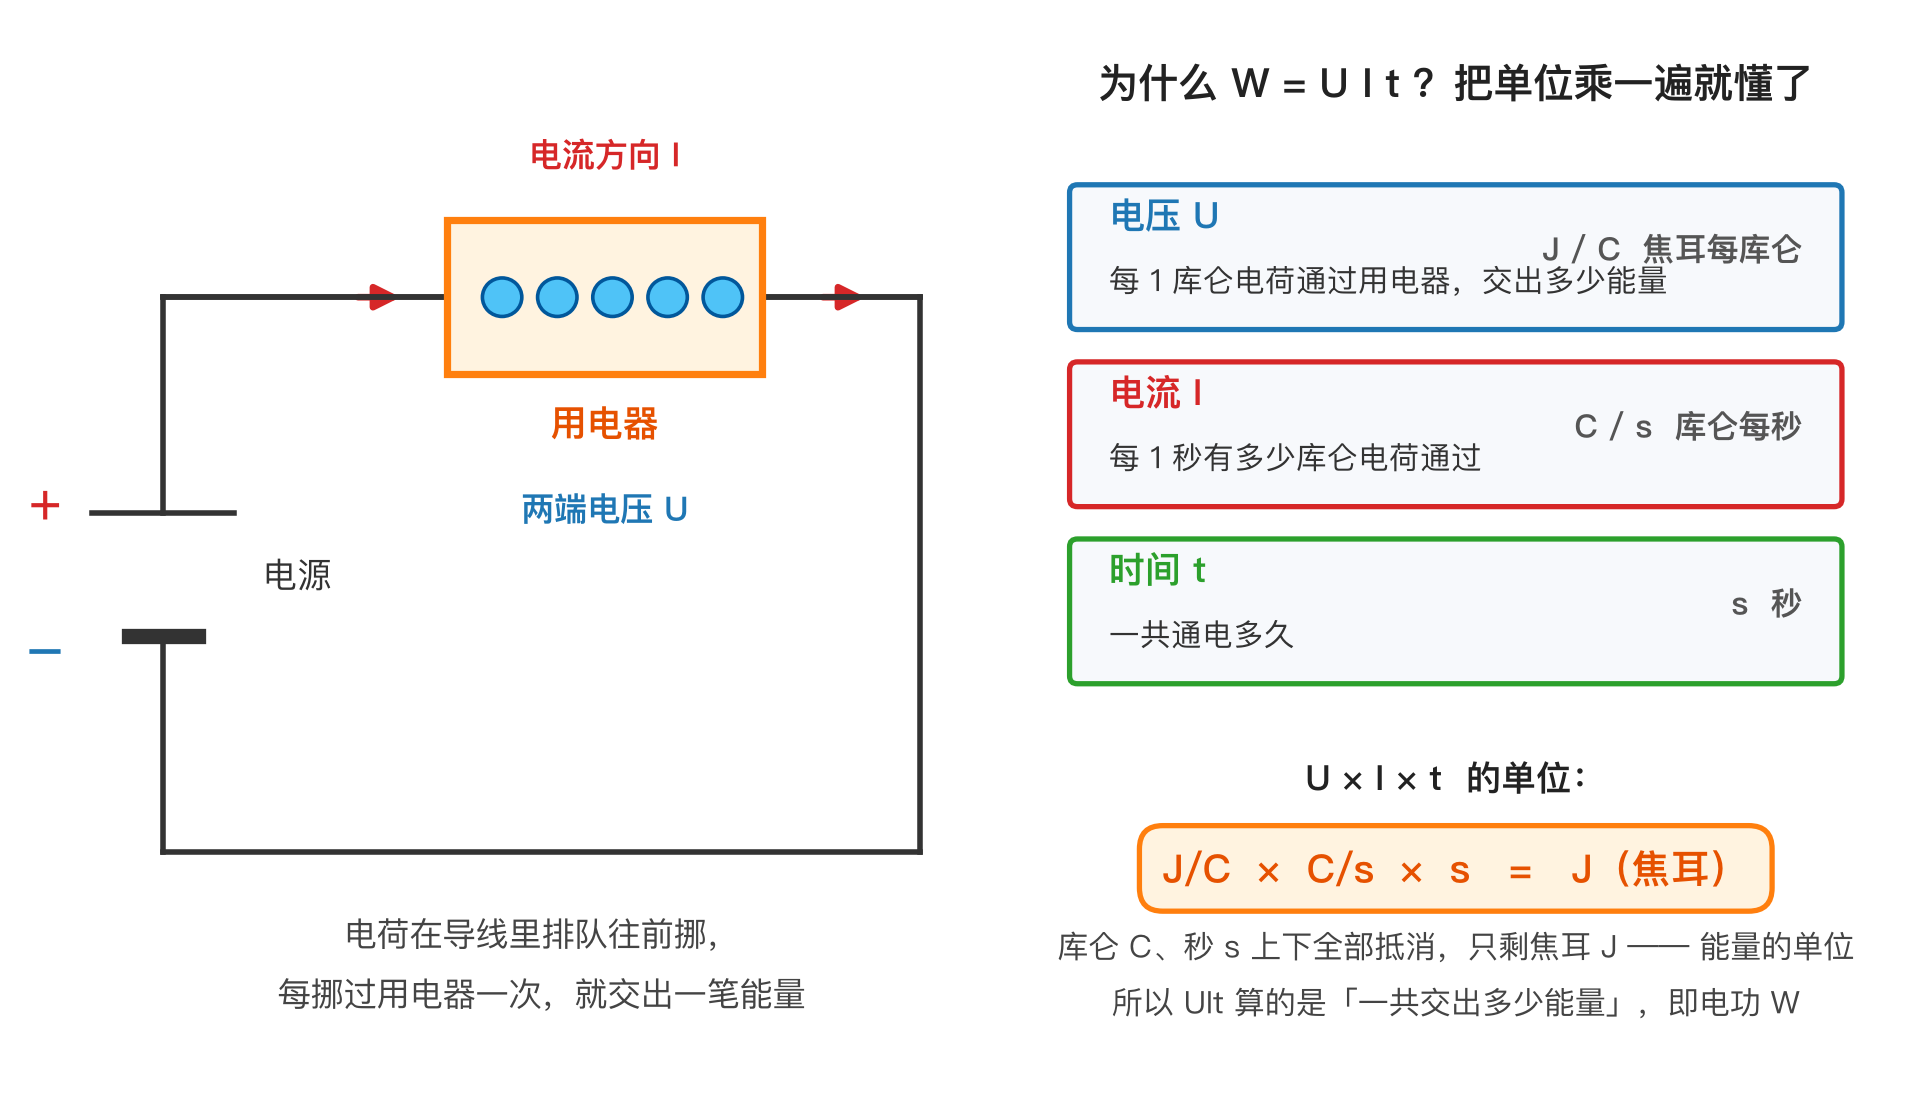 为什么 W = U I t ? 把单位乘一遍就懂了
电流方向 I
用电器
两端电压 U
+
电源
−
电荷在导线里排队往前挪，
每挪过用电器一次，就交出一笔能量
电压 U
J / C 焦耳每库仑
每 1 库仑电荷通过用电器，交出多少能量
电流 I
C / s 库仑每秒
每 1 秒有多少库仑电荷通过
时间 t
s 秒
一共通电多久
U × I × t 的单位：
J/C × C/s × s = J（焦耳）
库仑 C、秒 s 上下全部抵消，只剩焦耳 J —— 能量的单位
所以 UIt 算的是「一共交出多少能量」，即电功 W